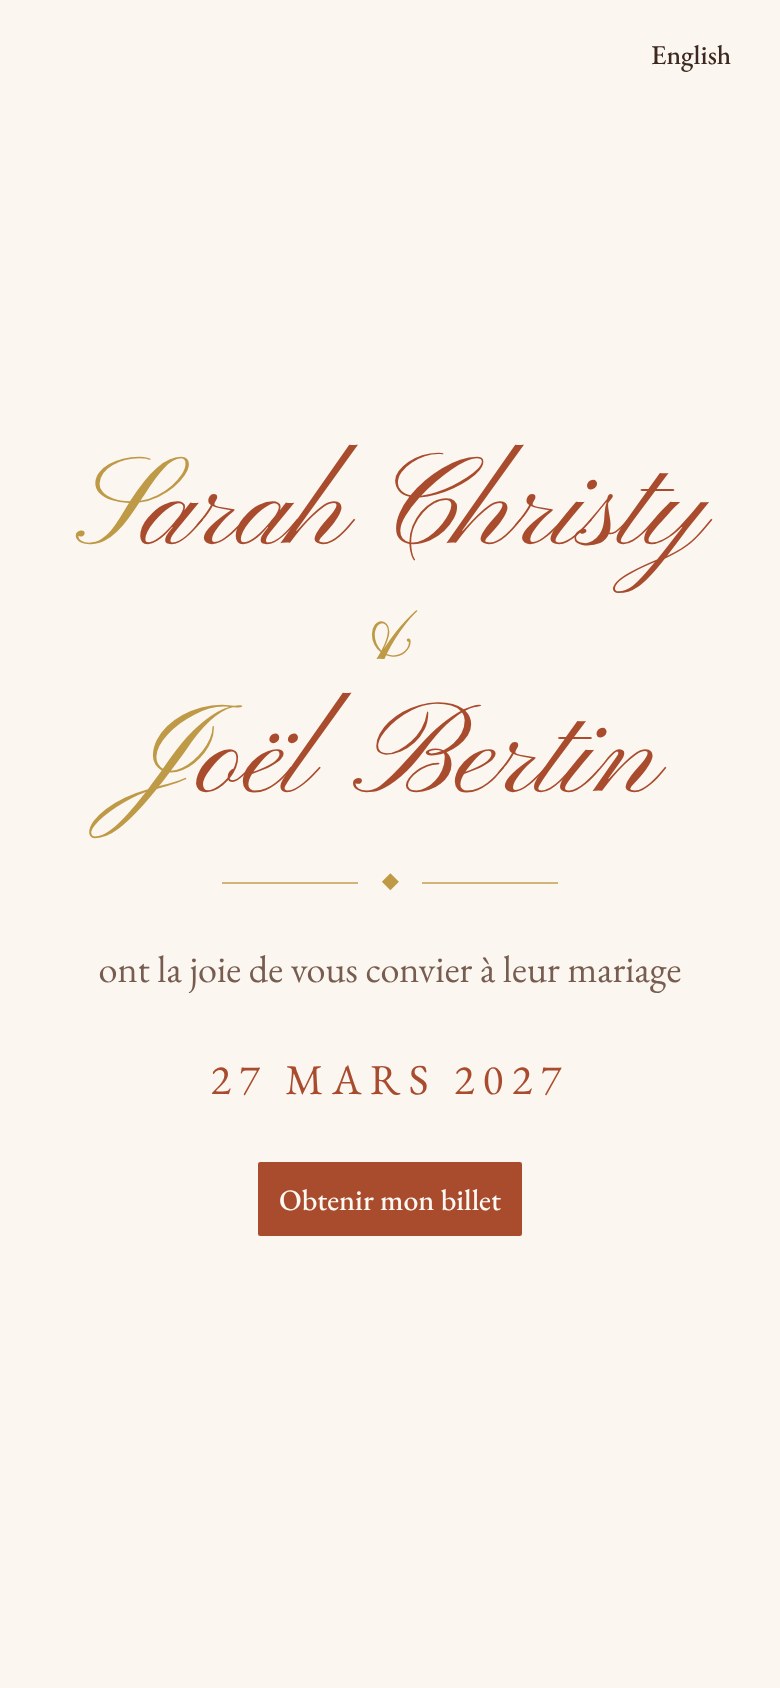 English
Sarah Christy
&
Joël Bertin
ont la joie de vous convier à leur mariage
27 MARS 2027
Obtenir mon billet